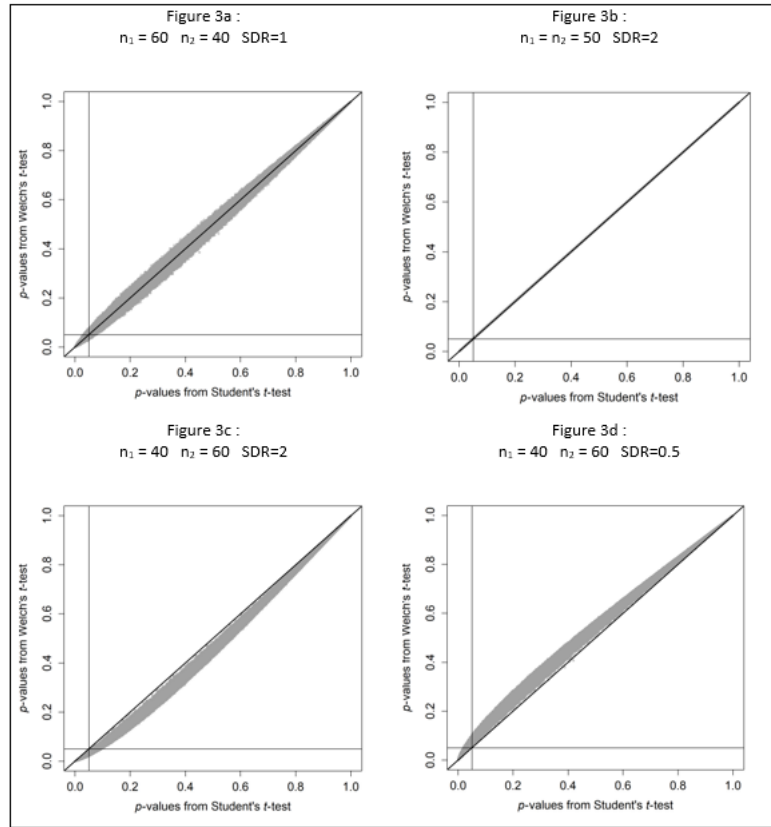 Figure 3a :
n₁ = 60 n₂ = 40 SDR=1
p-values from Welch's t-test
0.0 0.2 0.4 0.6 0.8 1.0
0.0 0.2 0.4 0.6 0.8 1.0
p-values from Student's t-test
Figure 3b :
n₁ = n₂ = 50 SDR=2
p-values from Welch's t-test
0.0 0.2 0.4 0.6 0.8 1.0
0.0 0.2 0.4 0.6 0.8 1.0
p-values from Student's t-test
Figure 3c :
n₁ = 40 n₂ = 60 SDR=2
p-values from Welch's t-test
0.0 0.2 0.4 0.6 0.8 1.0
0.0 0.2 0.4 0.6 0.8 1.0
p-values from Student's t-test
Figure 3d :
n₁ = 40 n₂ = 60 SDR=0.5
p-values from Welch's t-test
0.0 0.2 0.4 0.6 0.8 1.0
0.0 0.2 0.4 0.6 0.8 1.0
p-values from Student's t-test